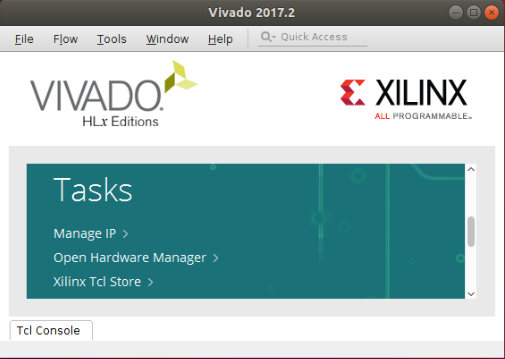 Vivado 2017.2
File Flow Tools Window Help Quick Access
VIVADO.
HLx Editions
XILINX
ALL PROGRAMMABLE™
Tasks
Manage IP >
Open Hardware Manager >
Xilinx Tcl Store >
Tcl Console